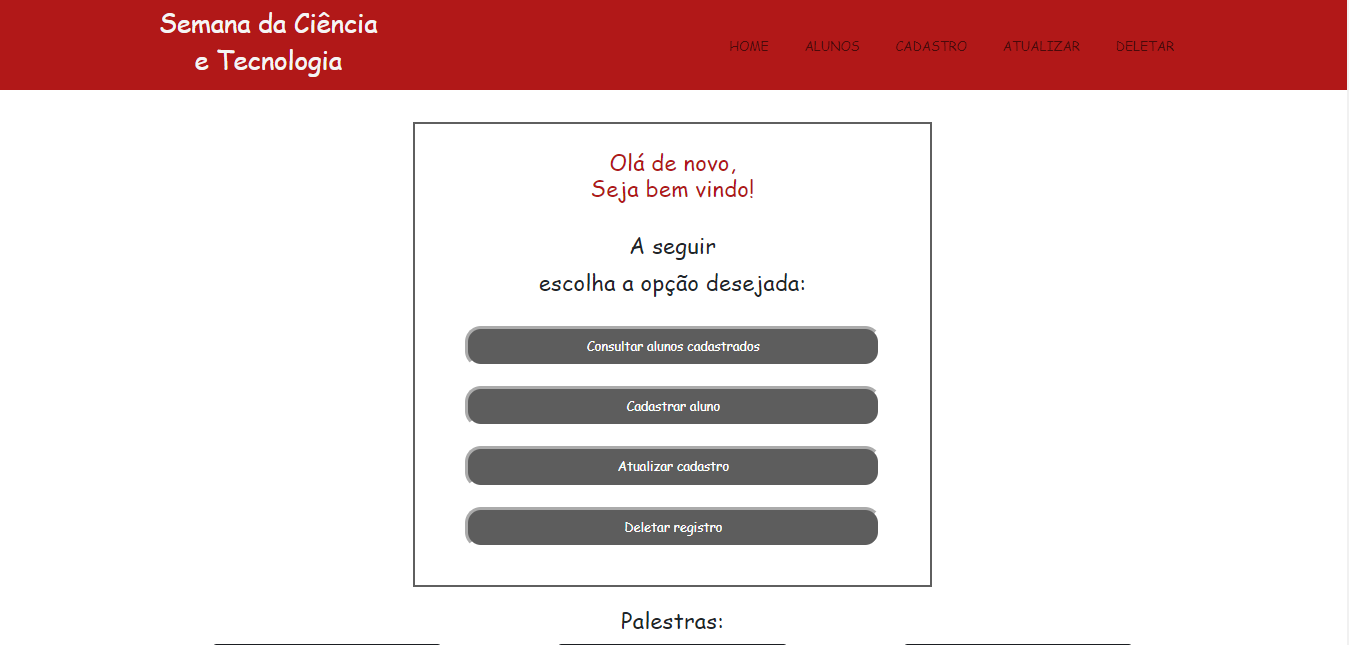 Semana da Ciência
e Tecnologia
HOME ALUNOS CADASTRO ATUALIZAR DELETAR
Olá de novo,
Seja bem vindo!
A seguir
escolha a opção desejada:
Consultar alunos cadastrados
Cadastrar aluno
Atualizar cadastro
Deletar registro
Palestras: